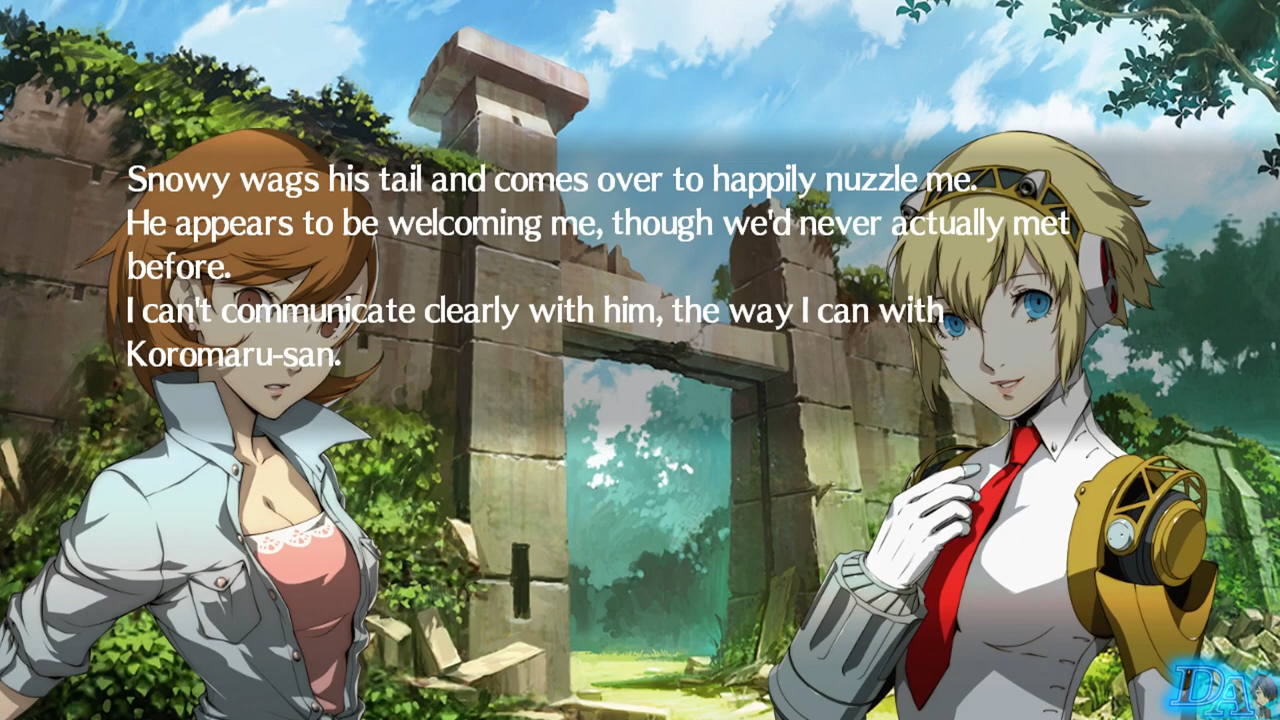 Snowy wags his tail and comes over to happily nuzzle me.
He appears to be welcoming me, though we'd never actually met
before.
I can't communicate clearly with him, the way I can with
Koromaru-san.
DA